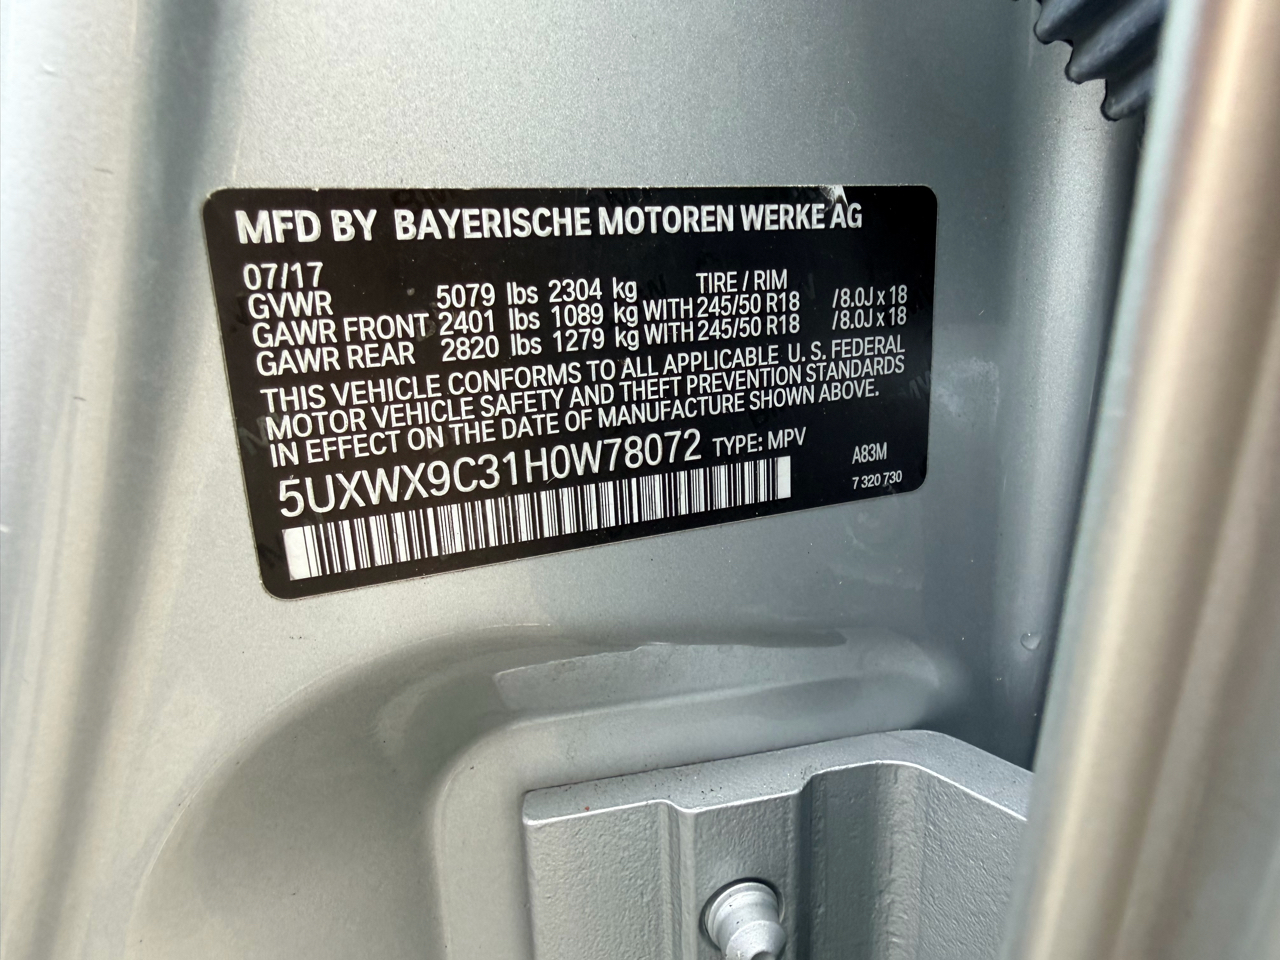 MFD BY BAYERISCHE MOTOREN WERKE AG
07/17
GVWR 5079 lbs 2304 kg TIRE / RIM
GAWR FRONT 2401 lbs 1089 kg WITH 245/50 R18 /8.0J x 18
GAWR REAR 2820 lbs 1279 kg WITH 245/50 R18 /8.0J x 18
THIS VEHICLE CONFORMS TO ALL APPLICABLE U. S. FEDERAL
MOTOR VEHICLE SAFETY AND THEFT PREVENTION STANDARDS
IN EFFECT ON THE DATE OF MANUFACTURE SHOWN ABOVE.
5UXWX9C31H0W78072 TYPE: MPV A83M
7 320 730